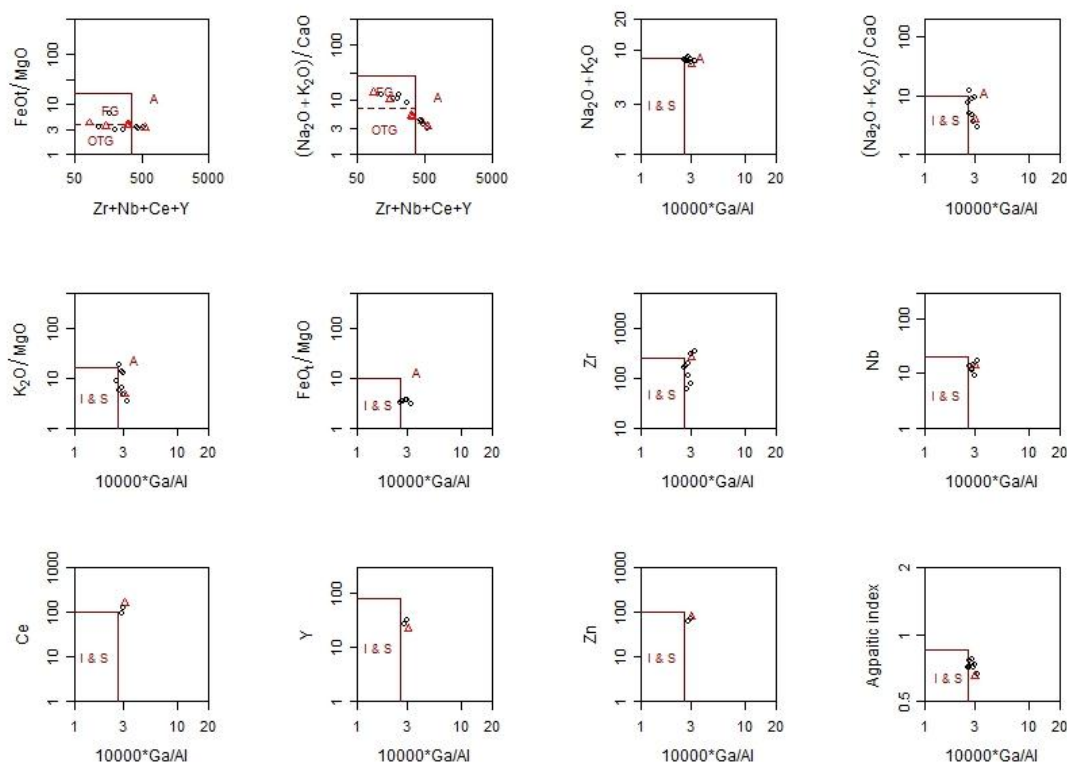 FeOt/MgO
100
10
3
1
FG
OTG
A
50
500
5000
Zr+Nb+Ce+Y
(Na2O + K2O)/CaO
100
10
3
1
FG
OTG
A
50
500
5000
Zr+Nb+Ce+Y
Na2O + K2O
20
10
3
1
I & S
A
1
3
10
20
10000*Ga/Al
(Na2O + K2O)/CaO
100
10
1
I & S
A
1
3
10
20
10000*Ga/Al
K2O/MgO
100
10
1
I & S
A
1
3
10
20
10000*Ga/Al
FeOt/MgO
100
10
1
I & S
A
1
3
10
20
10000*Ga/Al
Zr
1000
100
10
I & S
1
3
10
20
10000*Ga/Al
Nb
100
10
1
I & S
1
3
10
20
10000*Ga/Al
Ce
1000
100
10
1
I & S
1
3
10
20
10000*Ga/Al
Y
100
10
1
I & S
1
3
10
20
10000*Ga/Al
Zn
1000
100
10
1
I & S
1
3
10
20
10000*Ga/Al
Agpaitic index
2
1
0.5
I & S
1
3
10
20
10000*Ga/Al